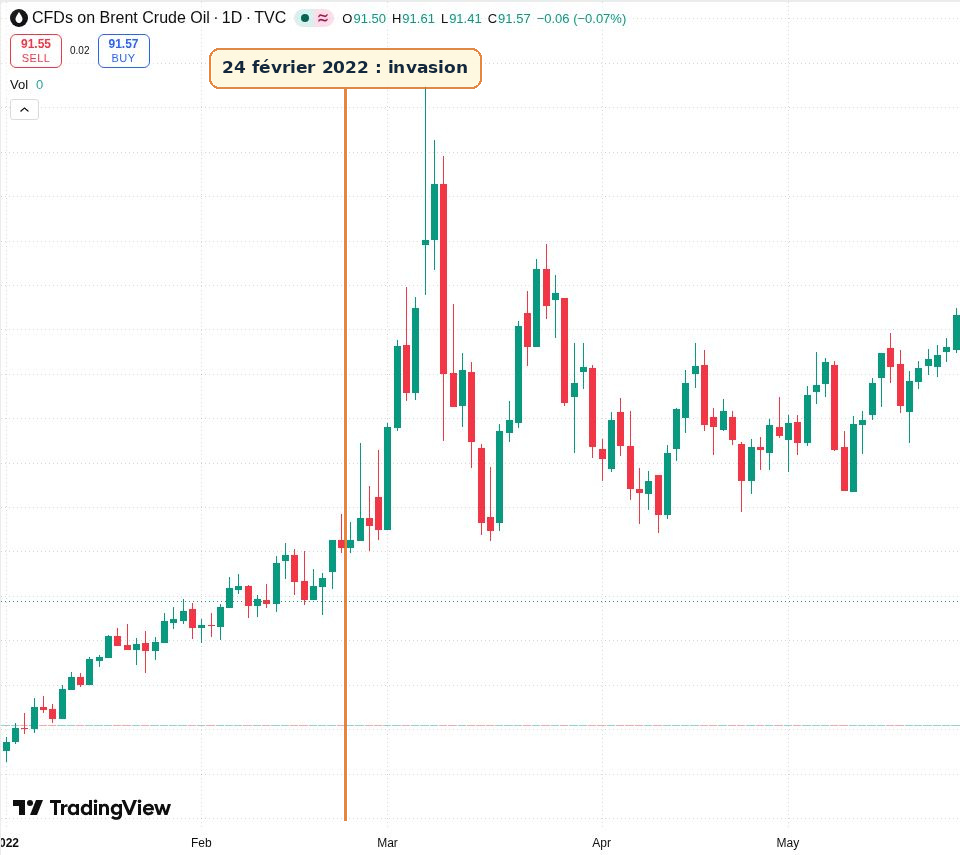 CFDs on Brent Crude Oil · 1D · TVC O91.50 H91.61 L91.41 C91.57 −0.06 (−0.07%)
91.55 0.02 91.57
SELL BUY
24 février 2022 : invasion
Vol 0
TradingView
022 Feb Mar Apr May